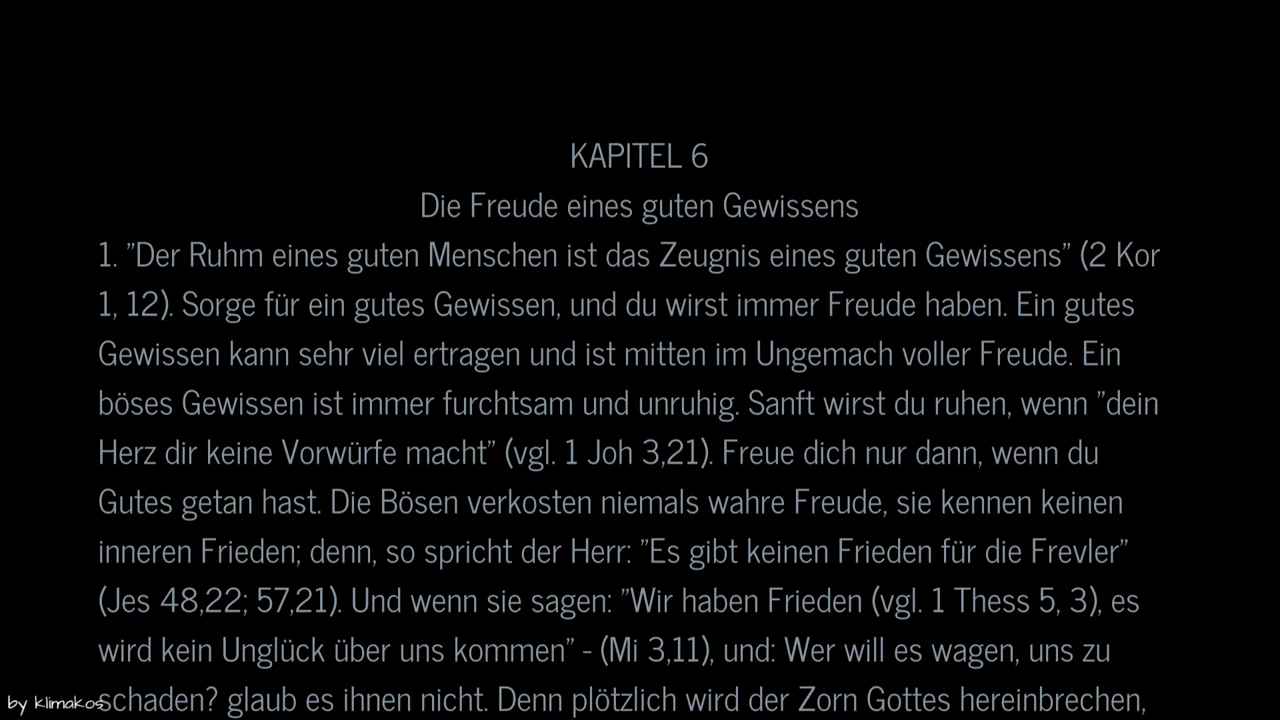 KAPITEL 6
Die Freude eines guten Gewissens
1. "Der Ruhm eines guten Menschen ist das Zeugnis eines guten Gewissens" (2 Kor
1, 12). Sorge für ein gutes Gewissen, und du wirst immer Freude haben. Ein gutes
Gewissen kann sehr viel ertragen und ist mitten im Ungemach voller Freude. Ein
böses Gewissen ist immer furchtsam und unruhig. Sanft wirst du ruhen, wenn "dein
Herz dir keine Vorwürfe macht" (vgl. 1 Joh 3,21). Freue dich nur dann, wenn du
Gutes getan hast. Die Bösen verkosten niemals wahre Freude, sie kennen keinen
inneren Frieden; denn, so spricht der Herr: "Es gibt keinen Frieden für die Frevler"
(Jes 48,22; 57,21). Und wenn sie sagen: "Wir haben Frieden (vgl. 1 Thess 5, 3), es
wird kein Unglück über uns kommen" - (Mi 3,11), und: Wer will es wagen, uns zu
schaden? glaub es ihnen nicht. Denn plötzlich wird der Zorn Gottes hereinbrechen,
by klimakos